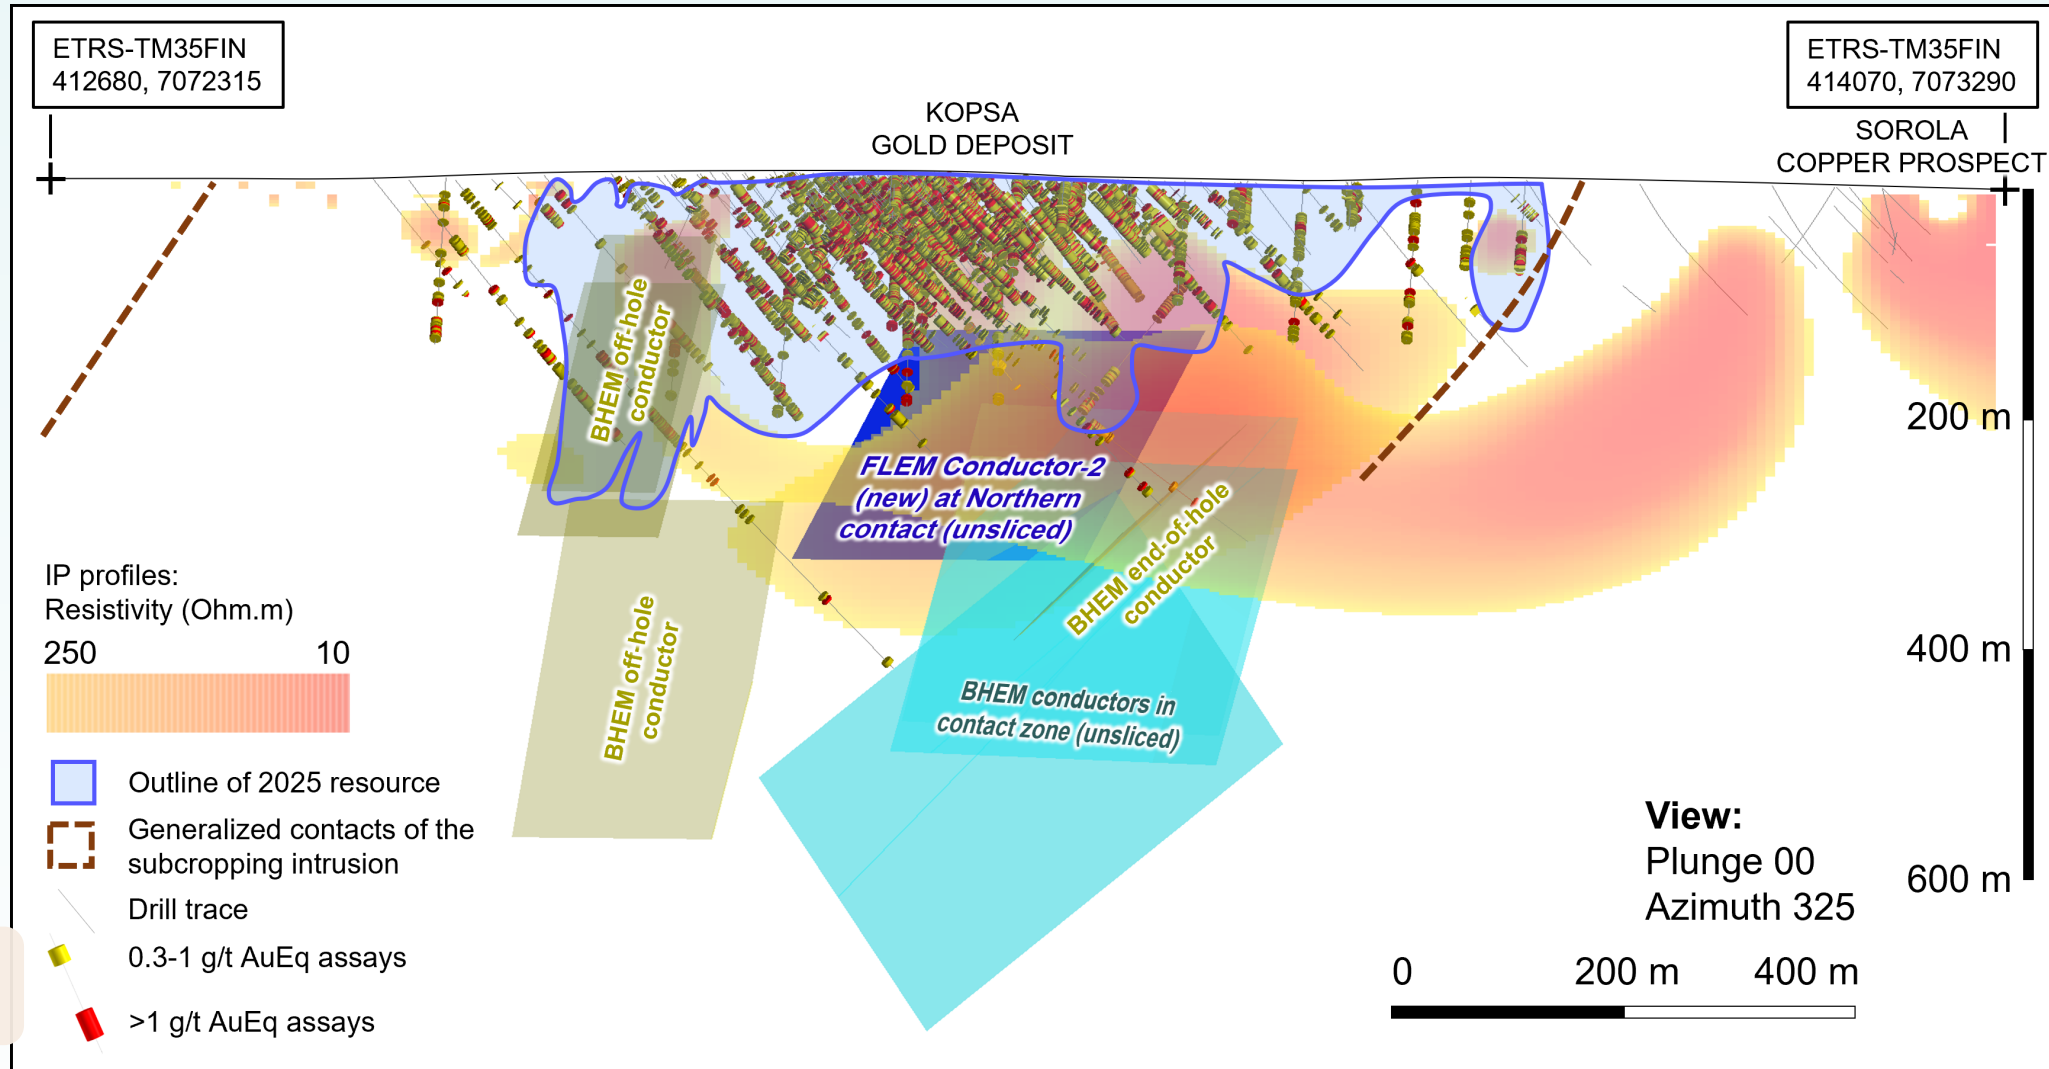 ETRS-TM35FIN
412680, 7072315
ETRS-TM35FIN
414070, 7073290
KOPSA
GOLD DEPOSIT
SOROLA
COPPER PROSPECT
BHEM off-hole
conductor
FLEM Conductor-2
(new) at Northern
contact (unsliced)
BHEM end-of-hole
conductor
BHEM off-hole
conductor
BHEM conductors in
contact zone (unsliced)
200 m
400 m
600 m
IP profiles:
Resistivity (Ohm.m)
250 10
Outline of 2025 resource
Generalized contacts of the
subcropping intrusion
Drill trace
0.3-1 g/t AuEq assays
>1 g/t AuEq assays
View:
Plunge 00
Azimuth 325
0 200 m 400 m